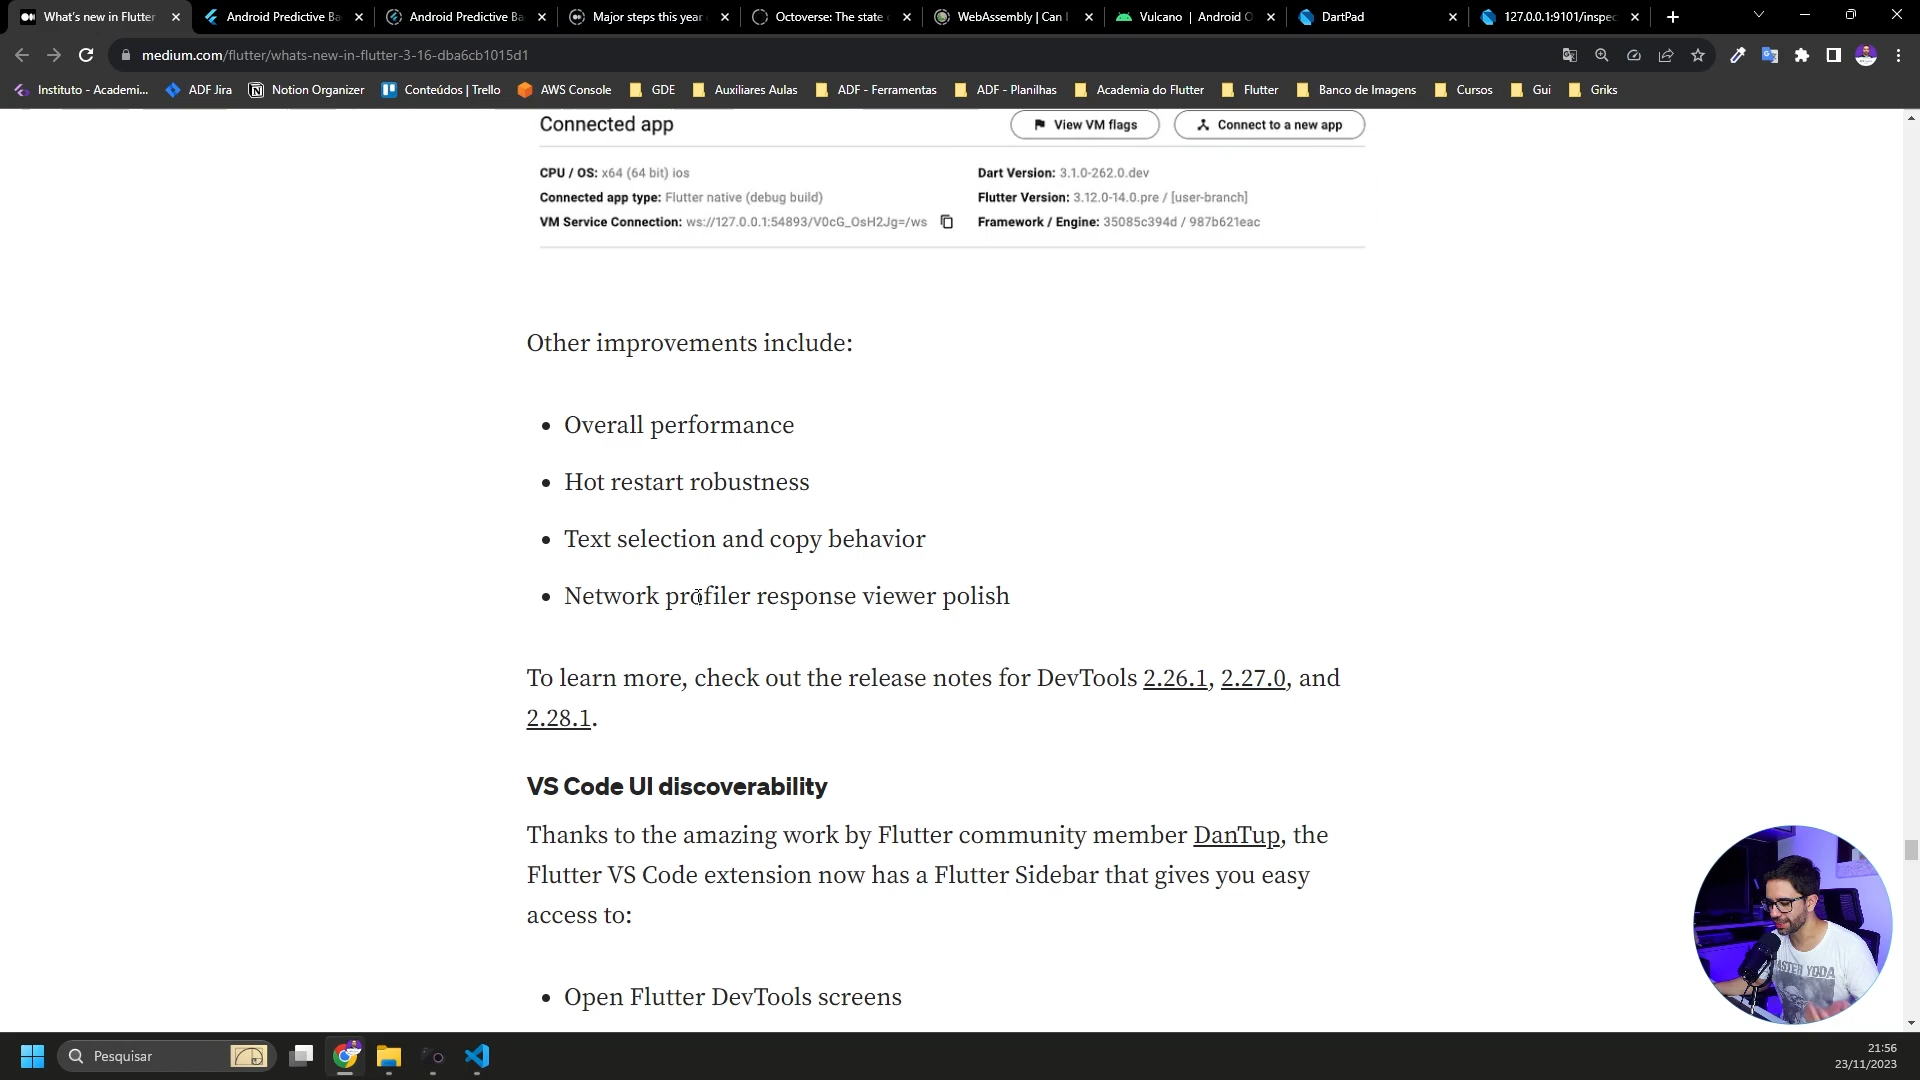 What's new in Flutter
Android Predictive Ba
Android Predictive Ba
Major steps this year
Octoverse: The state
WebAssembly | Can I
Vulcano | Android O
DartPad
127.0.0.1:9101/inspec
medium.com/flutter/whats-new-in-flutter-3-16-dba6cb1015d1
Instituto - Academi...
ADF Jira
Notion Organizer
Conteúdos | Trello
AWS Console
GDE
Auxiliares Aulas
ADF - Ferramentas
ADF - Planilhas
Academia do Flutter
Flutter
Banco de Imagens
Cursos
Gui
Griks
Connected app
View VM flags
Connect to a new app
CPU / OS: x64 (64 bit) ios
Dart Version: 3.1.0-262.0.dev
Connected app type: Flutter native (debug build)
Flutter Version: 3.12.0-14.0.pre / [user-branch]
VM Service Connection: ws://127.0.0.1:54893/V0cG_OsH2Jg=/ws
Framework / Engine: 35085c394d / 987b621eac
Other improvements include:
• Overall performance
• Hot restart robustness
• Text selection and copy behavior
• Network profiler response viewer polish
To learn more, check out the release notes for DevTools 2.26.1, 2.27.0, and
2.28.1.
VS Code UI discoverability
Thanks to the amazing work by Flutter community member DanTup, the
Flutter VS Code extension now has a Flutter Sidebar that gives you easy
access to:
• Open Flutter DevTools screens
Pesquisar
21:56
23/11/2023